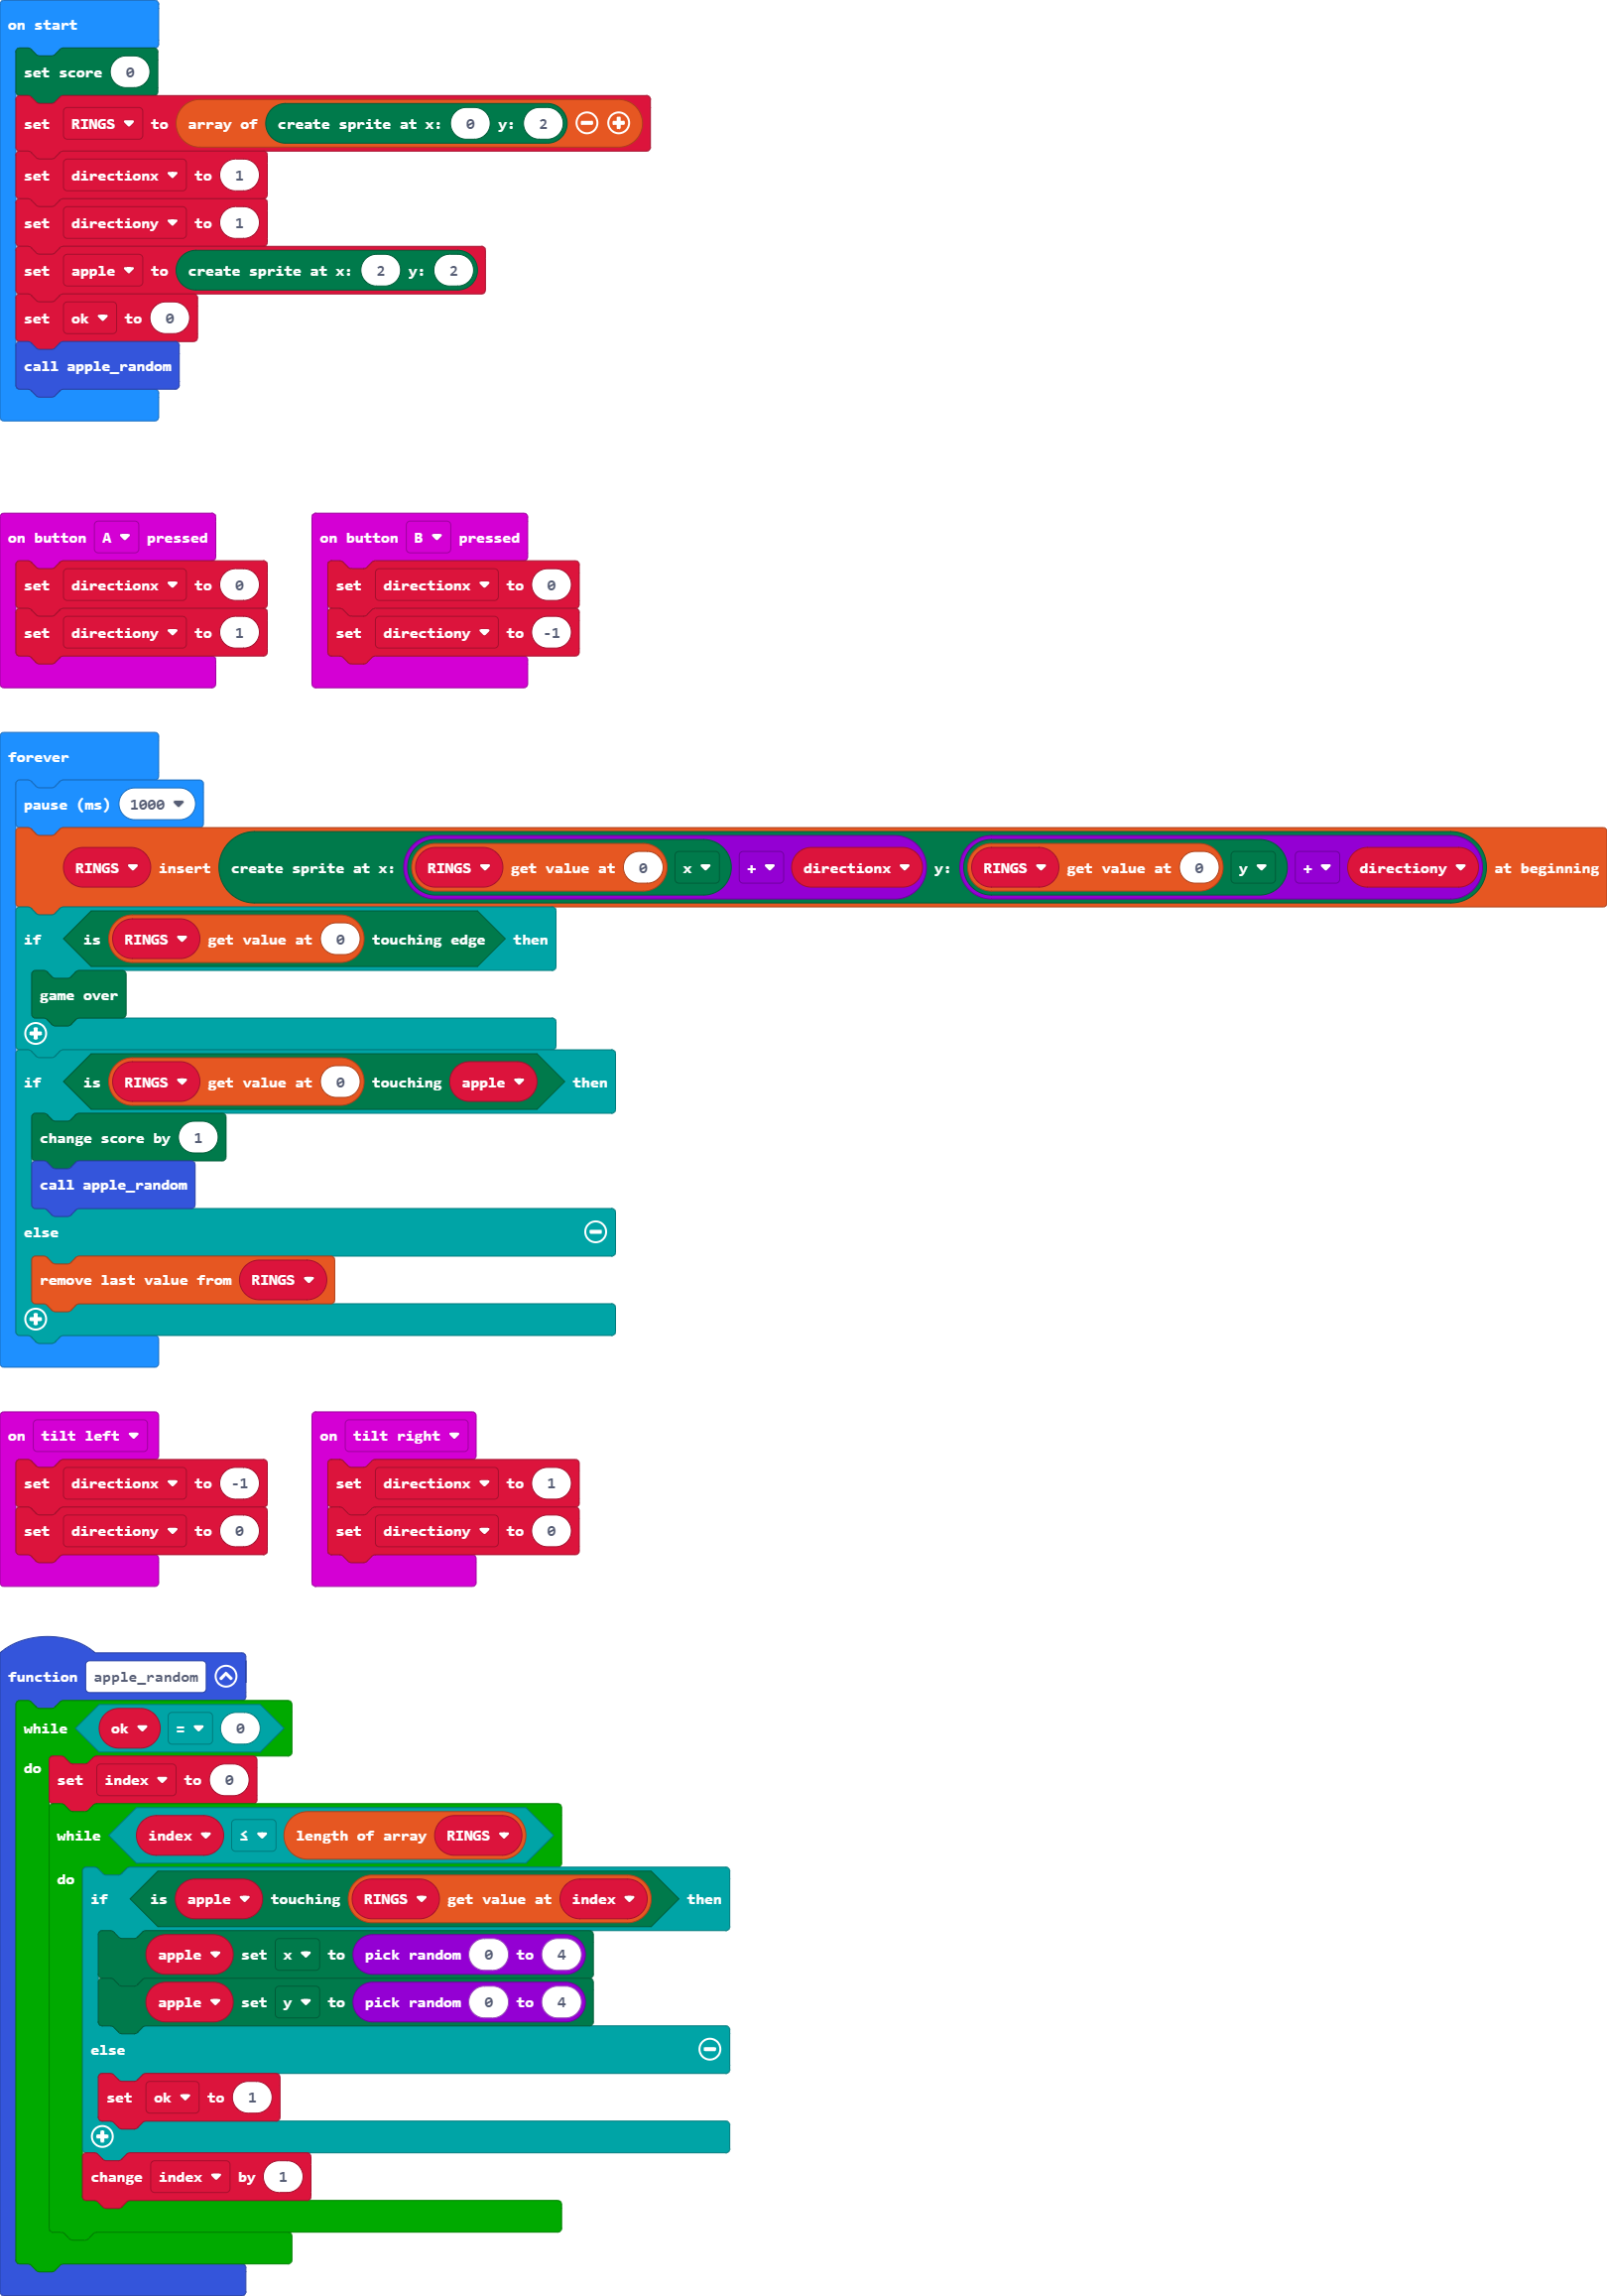 on start
set score 0
set RINGS to array of create sprite at x: 0 y: 2
set directionx to 1
set directiony to 1
set apple to create sprite at x: 2 y: 2
set ok to 0
call apple_random
on button A pressed
set directionx to 0
set directiony to 1
on button B pressed
set directionx to 0
set directiony to -1
forever
pause (ms) 1000
RINGS insert create sprite at x: RINGS get value at 0 x + directionx y: RINGS get value at 0 y + directiony at beginning
if is RINGS get value at 0 touching edge then
game over
if is RINGS get value at 0 touching apple then
change score by 1
call apple_random
else
remove last value from RINGS
on tilt left
set directionx to -1
set directiony to 0
on tilt right
set directionx to 1
set directiony to 0
function apple_random
while ok = 0
do set index to 0
while index ≤ length of array RINGS
do if is apple touching RINGS get value at index then
apple set x to pick random 0 to 4
apple set y to pick random 0 to 4
else
set ok to 1
change index by 1